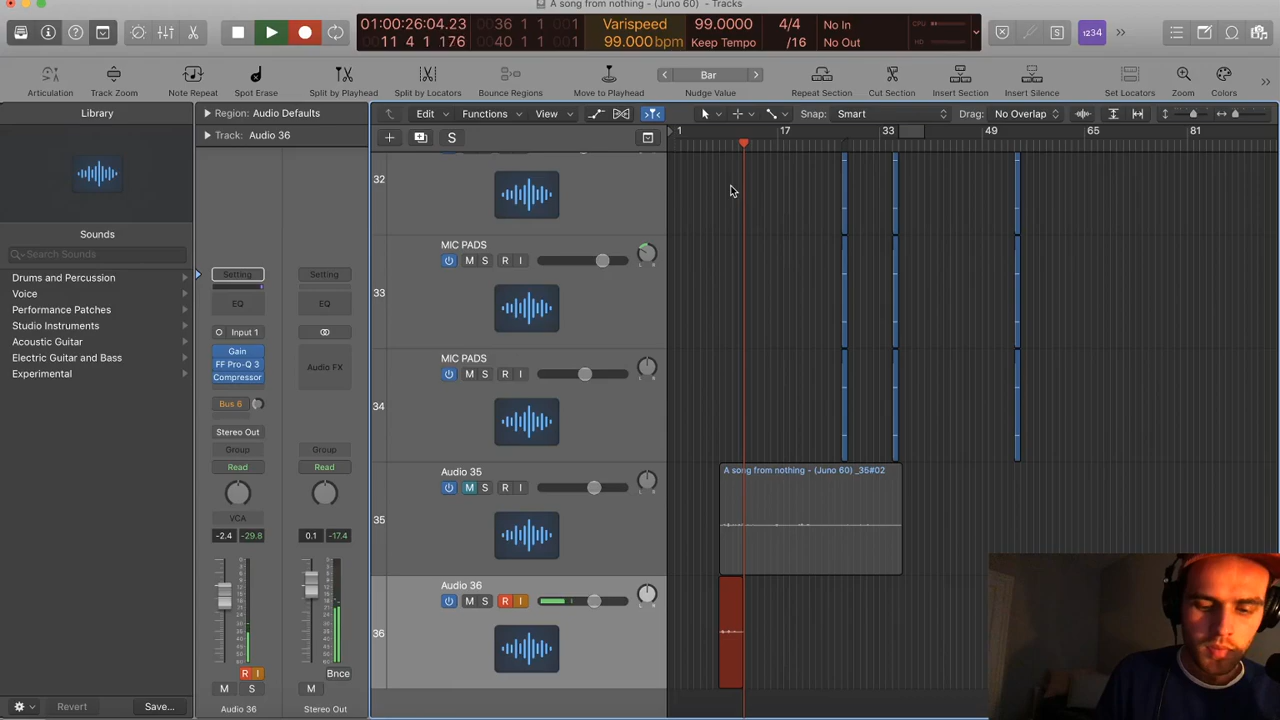 A song from nothing - (Juno 60) - Tracks
01:00:26:04.23
11 4 1 176
0036 1 1 1
0040 1 1 1
Varispeed
99.000bpm
99.0000
Keep Tempo
4/4
/16
No In
No Out
CPU
HD
1234
Articulation
Track Zoom
Note Repeat
Spot Erase
Split by Playhead
Split by Locators
Bounce Regions
Move to Playhead
Bar
Nudge Value
Repeat Section
Cut Section
Insert Section
Insert Silence
Set Locators
Zoom
Colors
Library
Sounds
Search Sounds
Drums and Percussion
Voice
Performance Patches
Studio Instruments
Acoustic Guitar
Electric Guitar and Bass
Experimental
Revert
Save...
Region: Audio Defaults
Track: Audio 36
Setting
EQ
Input 1
Gain
FF Pro-Q 3
Compressor
Bus 6
Stereo Out
Group
Read
VCA
-2.4 -29.8
R I
M S
Audio 36
Setting
EQ
Audio FX
Group
Read
0.1 -17.4
Bnce
M
Stereo Out
Edit
Functions
View
Snap: Smart
Drag: No Overlap
S
1 17 33 49 65 81
32
MIC PADS
M S R I
L R
33
MIC PADS
M S R I
L R
34
Audio 35
M S R I
L R
35
A song from nothing - (Juno 60) _35#02
Audio 36
M S R I
L R
36